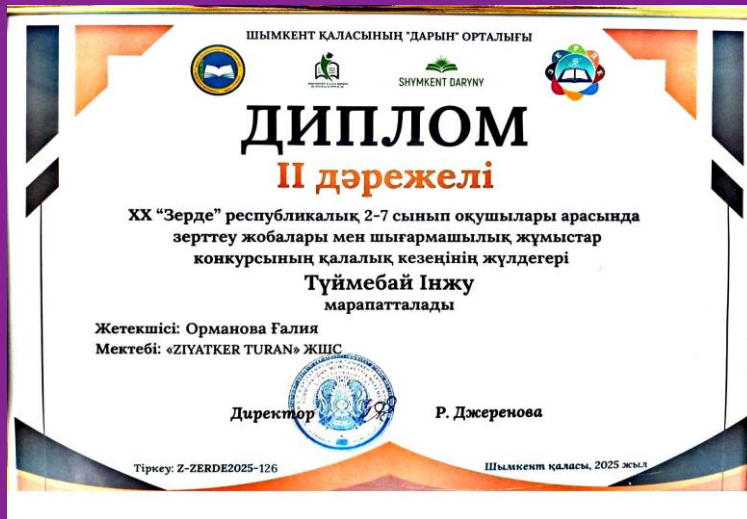 ШЫМКЕНТ ҚАЛАСЫНЫҢ "ДАРЫН" ОРТАЛЫҒЫ
SHYMKENT DARYNY
ЗЕРДЕ
ДИПЛОМ
II дәрежелі
XX “Зерде” республикалық 2-7 сынып оқушылары арасында
зерттеу жобалары мен шығармашылық жұмыстар
конкурсының қалалық кезеңінің жүлдегері
Түймебай Інжу
марапатталады
Жетекшісі: Орманова Ғалия
Мектебі: «ZIYATKER TURAN» ЖШС
Директор
Р. Джеренова
Тіркеу: Z-ZERDE2025-126
Шымкент қаласы, 2025 жыл